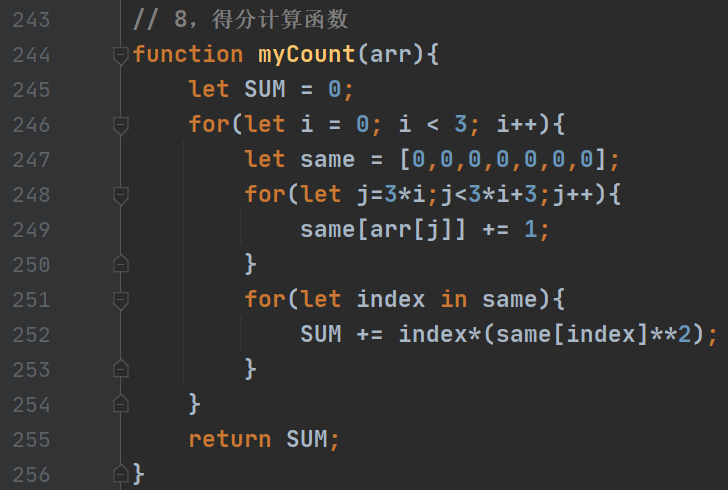 243 // 8，得分计算函数
244 function myCount(arr){
245     let SUM = 0;
246     for(let i = 0; i < 3; i++){
247         let same = [0,0,0,0,0,0,0];
248         for(let j=3*i;j<3*i+3;j++){
249             same[arr[j]] += 1;
250         }
251         for(let index in same){
252             SUM += index*(same[index]**2);
253         }
254     }
255     return SUM;
256 }